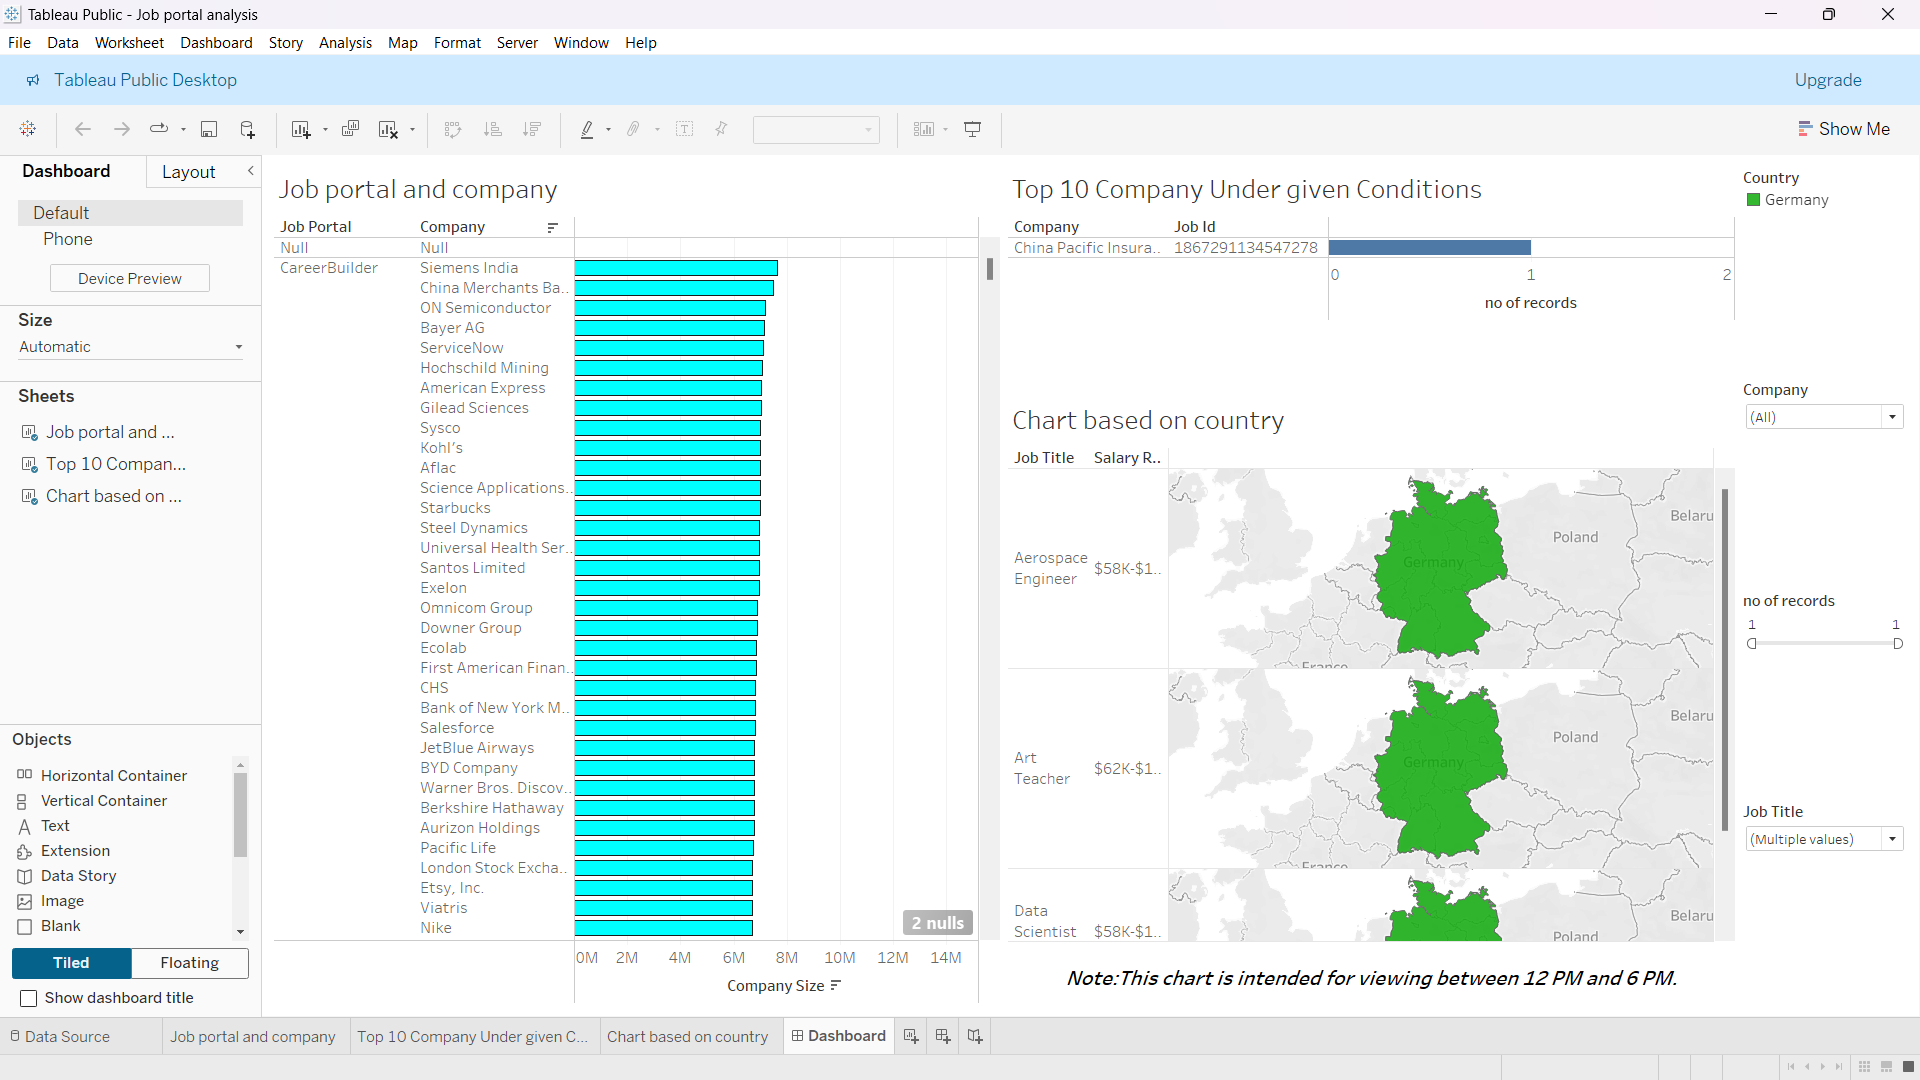 Tableau Public - Job portal analysis
File Data Worksheet Dashboard Story Analysis Map Format Server Window Help
Tableau Public Desktop
Upgrade
Show Me
Dashboard Layout
Default
Phone
Device Preview
Size
Automatic
Sheets
Job portal and ...
Top 10 Compan...
Chart based on ...
Objects
Horizontal Container
Vertical Container
Text
Extension
Data Story
Image
Blank
Tiled Floating
Show dashboard title
Job portal and company
Job Portal Company
Null Null
CareerBuilder Siemens India
China Merchants Ba..
ON Semiconductor
Bayer AG
ServiceNow
Hochschild Mining
American Express
Gilead Sciences
Sysco
Kohl's
Aflac
Science Applications..
Starbucks
Steel Dynamics
Universal Health Ser..
Santos Limited
Exelon
Omnicom Group
Downer Group
Ecolab
First American Finan..
CHS
Bank of New York M..
Salesforce
JetBlue Airways
BYD Company
Warner Bros. Discov..
Berkshire Hathaway
Aurizon Holdings
Pacific Life
London Stock Excha..
Etsy, Inc.
Viatris
Nike
2 nulls
0M 2M 4M 6M 8M 10M 12M 14M
Company Size
Top 10 Company Under given Conditions
Company Job Id
China Pacific Insura.. 1867291134547278
0 1 2
no of records
Chart based on country
Job Title Salary R..
Aerospace
Engineer
$58K-$1..
Germany
Poland
Belaru
France
Art
Teacher
$62K-$1..
Germany
Poland
Belaru
France
Data
Scientist
$58K-$1..
Poland
Belaru
Note:This chart is intended for viewing between 12 PM and 6 PM.
Country
Germany
Company
(All)
no of records
1 1
Job Title
(Multiple values)
Data Source Job portal and company Top 10 Company Under given C... Chart based on country Dashboard